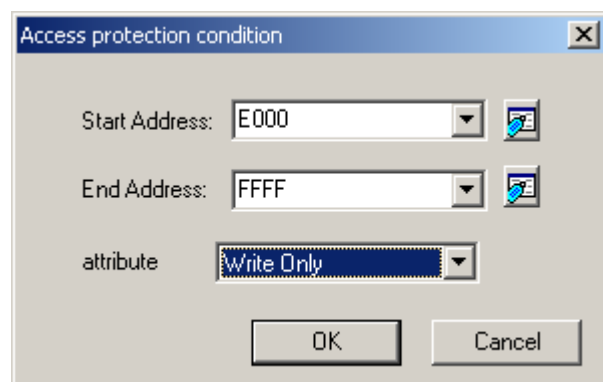 Access protection condition
Start Address: E000
End Address: FFFF
attribute Write Only
OK Cancel